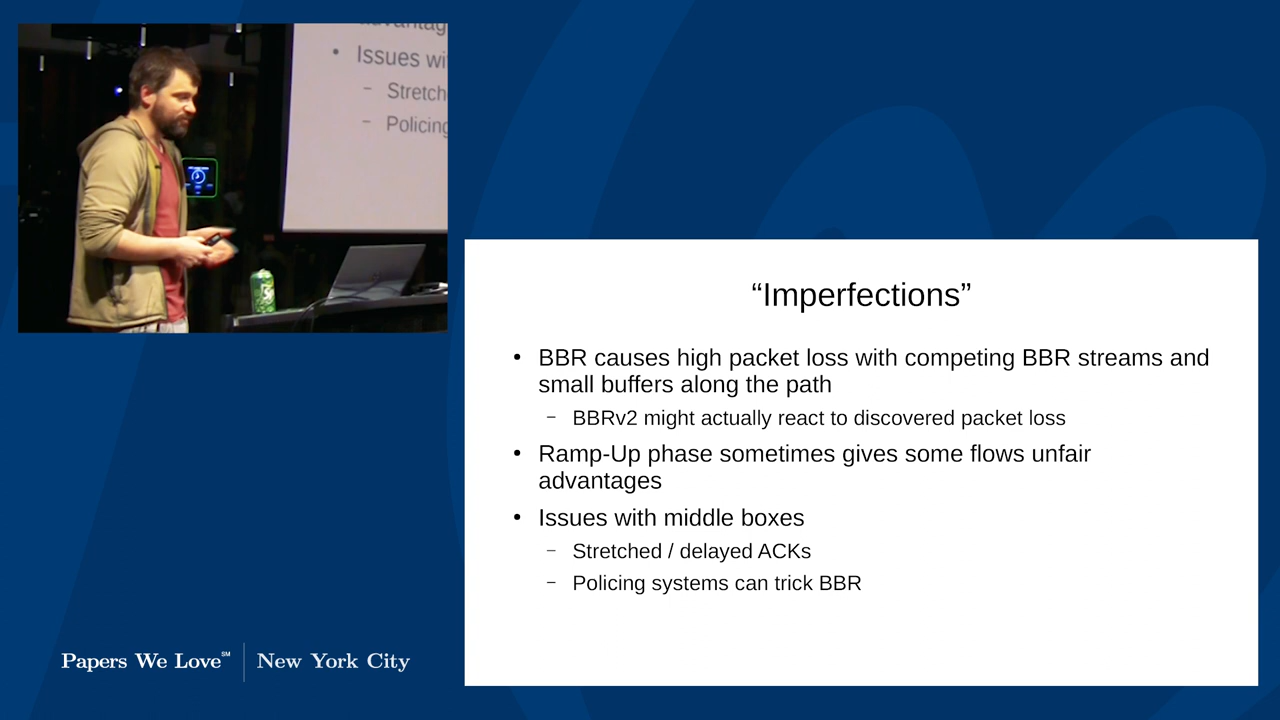 advantag
• Issues wi
– Stretch
– Policing
“Imperfections”
• BBR causes high packet loss with competing BBR streams and
small buffers along the path
– BBRv2 might actually react to discovered packet loss
• Ramp-Up phase sometimes gives some flows unfair
advantages
• Issues with middle boxes
– Stretched / delayed ACKs
– Policing systems can trick BBR
Papers We Love℠ | New York City